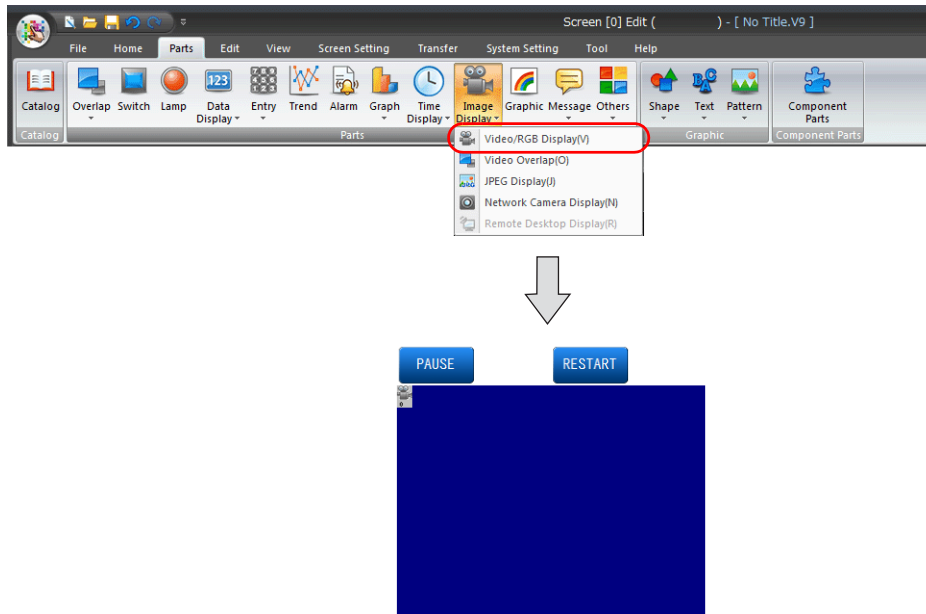 Screen [0] Edit ( ) - [ No Title.V9 ]
File Home Parts Edit View Screen Setting Transfer System Setting Tool Help
Catalog Overlap Switch Lamp Data Display Entry Trend Alarm Graph Time Display Image Display Graphic Message Others Shape Text Pattern Component Parts
Catalog Parts Graphic Component Parts
Video/RGB Display(V)
Video Overlap(O)
JPEG Display(J)
Network Camera Display(N)
Remote Desktop Display(R)
PAUSE RESTART
0